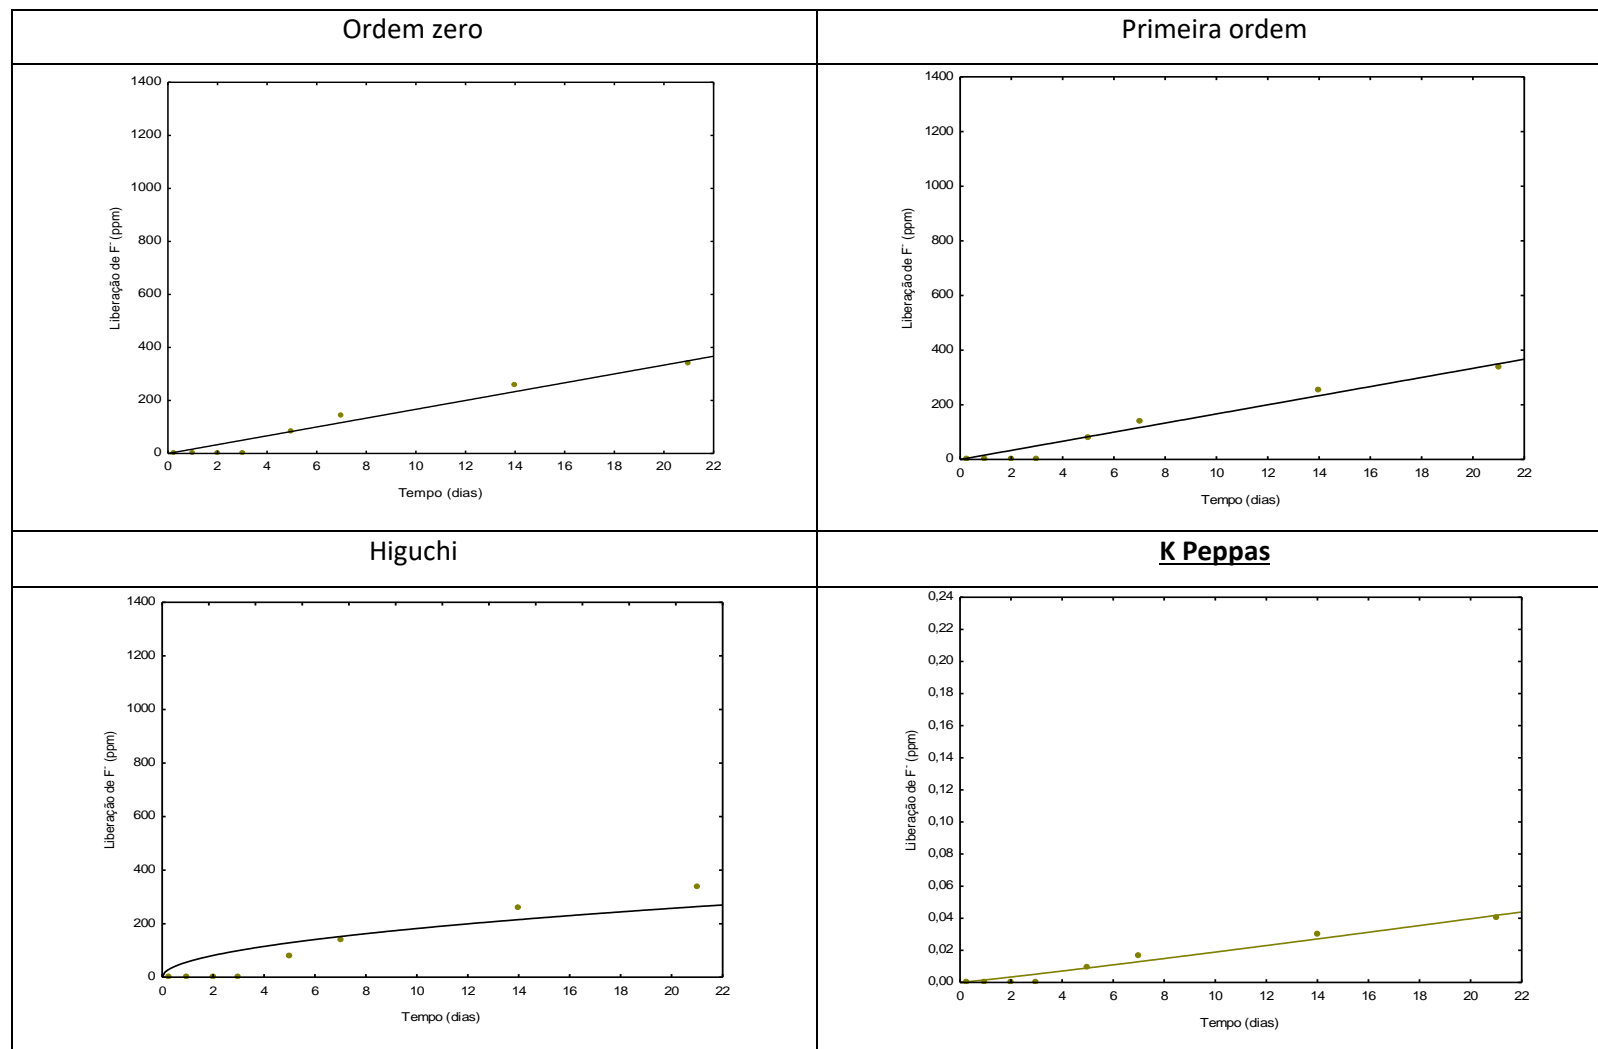 Ordem zero
Primeira ordem
1400
1200
1000
800
600
400
200
0
Liberação de F⁻ (ppm)
0 2 4 6 8 10 12 14 16 18 20 22
Tempo (dias)
1400
1200
1000
800
600
400
200
0
Liberação de F⁻ (ppm)
0 2 4 6 8 10 12 14 16 18 20 22
Tempo (dias)
Higuchi
K Peppas
1400
1200
1000
800
600
400
200
0
Liberação de F⁻ (ppm)
0 2 4 6 8 10 12 14 16 18 20 22
Tempo (dias)
0,24
0,22
0,20
0,18
0,16
0,14
0,12
0,10
0,08
0,06
0,04
0,02
0,00
Liberação de F⁻ (ppm)
0 2 4 6 8 10 12 14 16 18 20 22
Tempo (dias)